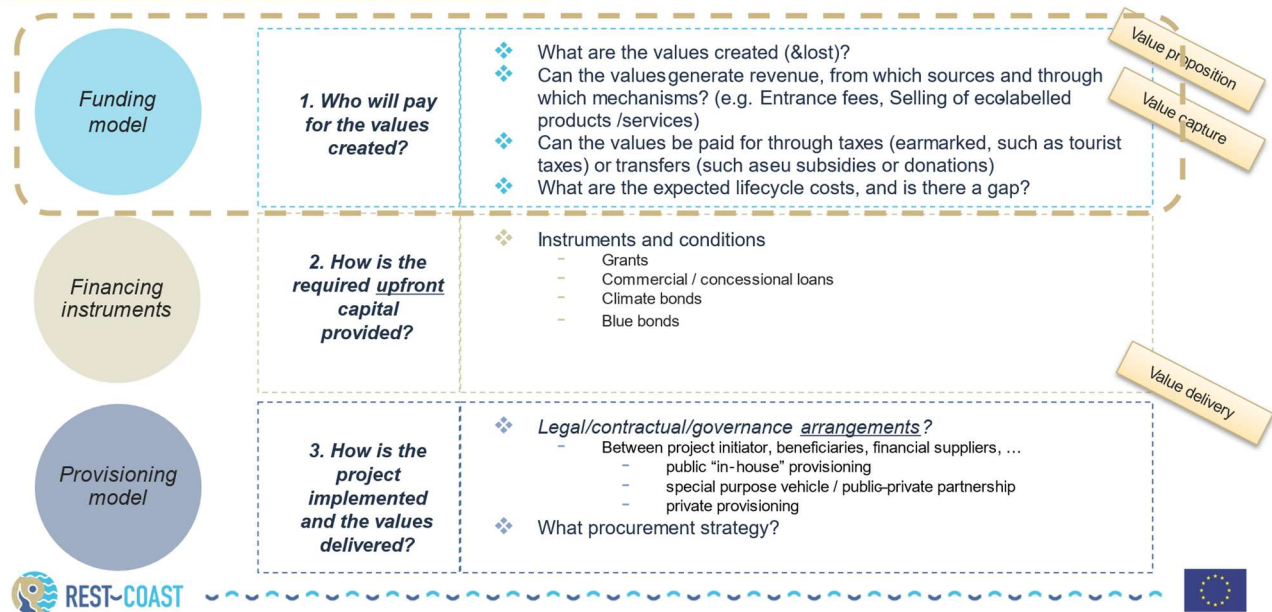 Funding
model
1. Who will pay
for the values
created?
What are the values created (&lost)?
Can the values generate revenue, from which sources and through
which mechanisms? (e.g. Entrance fees, Selling of ecolabelled
products /services)
Can the values be paid for through taxes (earmarked, such as tourist
taxes) or transfers (such aseu subsidies or donations)
What are the expected lifecycle costs, and is there a gap?
Value proposition
Value capture
Financing
instruments
2. How is the
required upfront
capital
provided?
Instruments and conditions
- Grants
- Commercial / concessional loans
- Climate bonds
- Blue bonds
Value delivery
Provisioning
model
3. How is the
project
implemented
and the values
delivered?
Legal/contractual/governance arrangements?
- Between project initiator, beneficiaries, financial suppliers, …
- public “in-house” provisioning
- special purpose vehicle / public–private partnership
- private provisioning
What procurement strategy?
REST~COAST